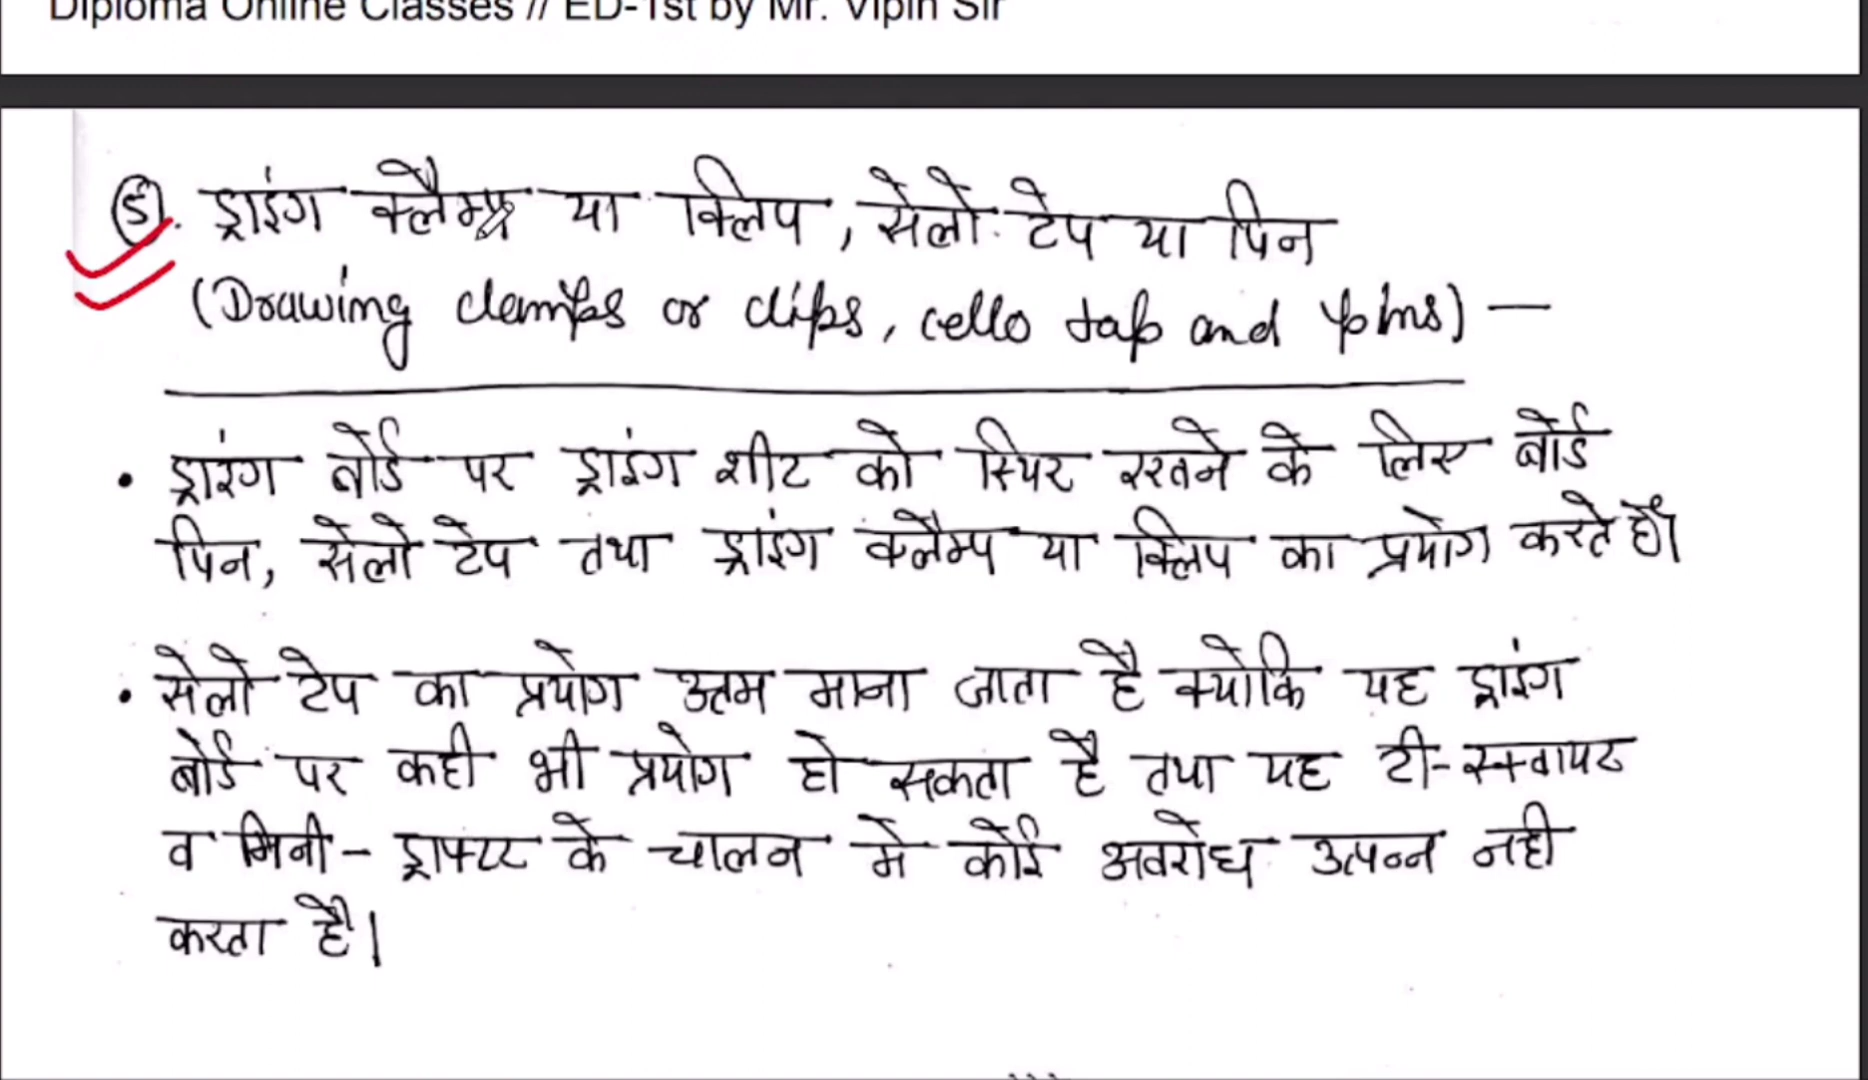 Diploma Online Classes // ED-1st by Mr. Vipin Sir
(5). ड्राइंग क्लैम्प या क्लिप, सेलो टेप या पिन
(Drawing clamps or clips, cello tap and pins) —
• ड्राइंग बोर्ड पर ड्राइंग शीट को स्थिर रखने के लिए बोर्ड
पिन, सेलो टेप तथा ड्राइंग क्लैम्प या क्लिप का प्रयोग करते हैं।
• सेलो टेप का प्रयोग उत्तम माना जाता है क्योकि यह ड्राइंग
बोर्ड पर कही भी प्रयोग हो सकता है तथा यह टी-स्क्वायर
व मिनी - ड्राफ्टर के चालन मे कोई अवरोध उत्पन्न नही
करता है।